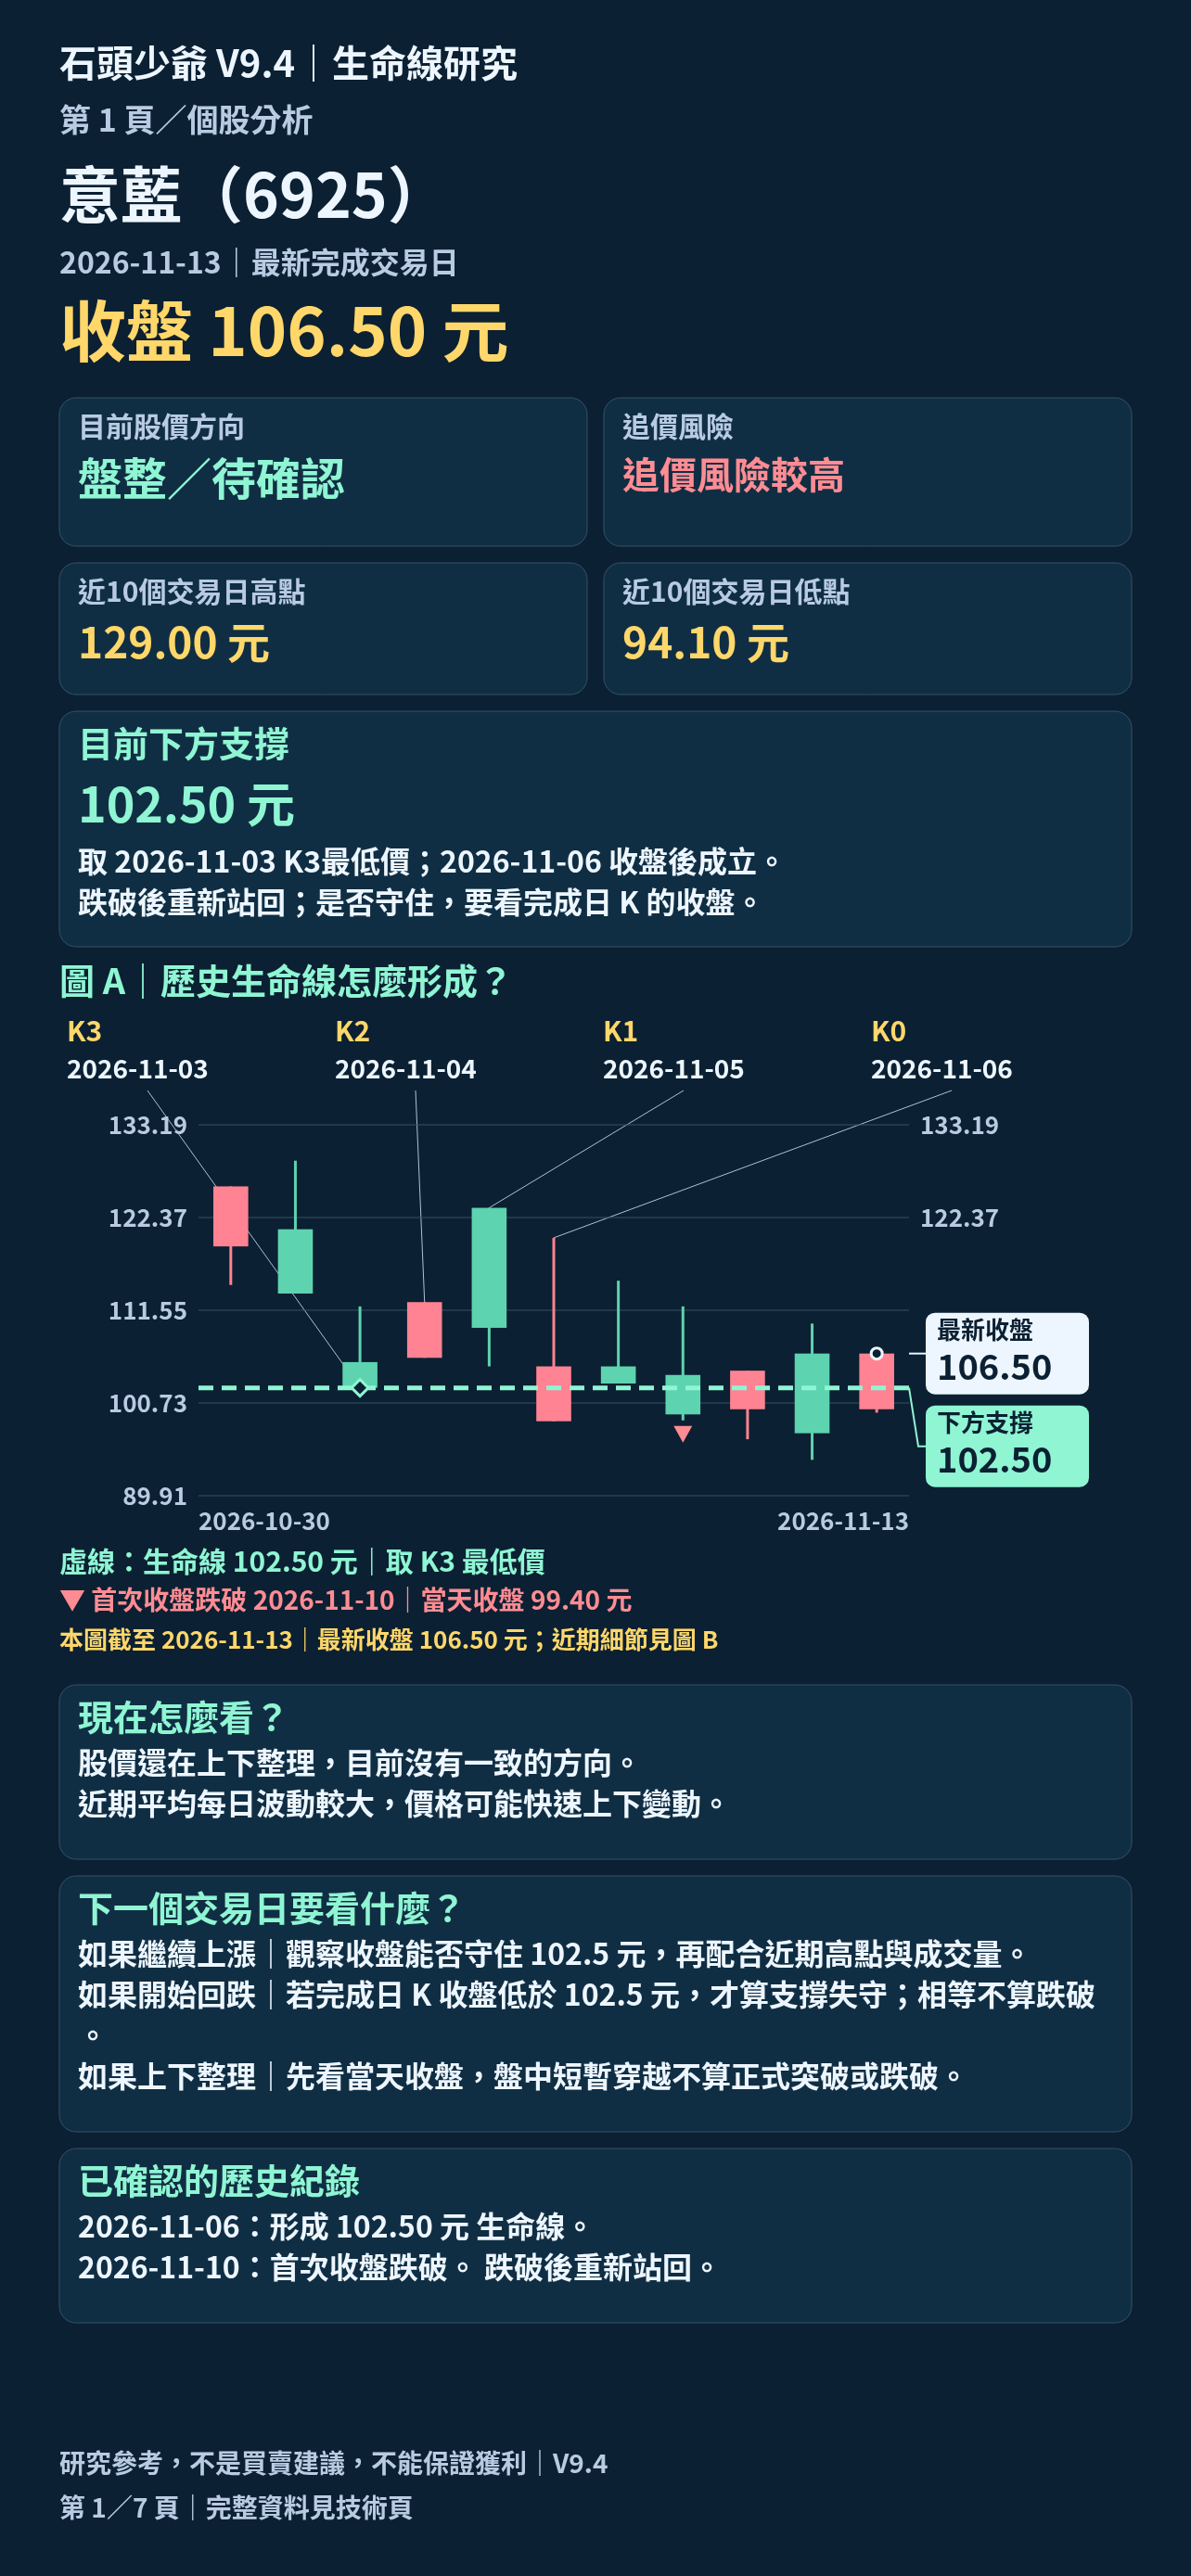 石頭少爺 V9.4｜生命線研究
第 1 頁／個股分析
意藍（6925）
2026-11-13｜最新完成交易日
收盤 106.50 元
目前股價方向
盤整／待確認
追價風險
追價風險較高
近10個交易日高點
129.00 元
近10個交易日低點
94.10 元
目前下方支撐
102.50 元
取 2026-11-03 K3最低價；2026-11-06 收盤後成立。
跌破後重新站回；是否守住，要看完成日 K 的收盤。
圖 A｜歷史生命線怎麼形成？
K3
2026-11-03
K2
2026-11-04
K1
2026-11-05
K0
2026-11-06
133.19
133.19
122.37
122.37
111.55
最新收盤
106.50
100.73
下方支撐
102.50
89.91
2026-10-30
2026-11-13
虛線：生命線 102.50 元｜取 K3 最低價
▼ 首次收盤跌破 2026-11-10｜當天收盤 99.40 元
本圖截至 2026-11-13｜最新收盤 106.50 元；近期細節見圖 B
現在怎麼看？
股價還在上下整理，目前沒有一致的方向。
近期平均每日波動較大，價格可能快速上下變動。
下一個交易日要看什麼？
如果繼續上漲｜觀察收盤能否守住 102.5 元，再配合近期高點與成交量。
如果開始回跌｜若完成日 K 收盤低於 102.5 元，才算支撐失守；相等不算跌破
。
如果上下整理｜先看當天收盤，盤中短暫穿越不算正式突破或跌破。
已確認的歷史紀錄
2026-11-06：形成 102.50 元 生命線。
2026-11-10：首次收盤跌破。 跌破後重新站回。
研究參考，不是買賣建議，不能保證獲利｜V9.4
第 1／7 頁｜完整資料見技術頁